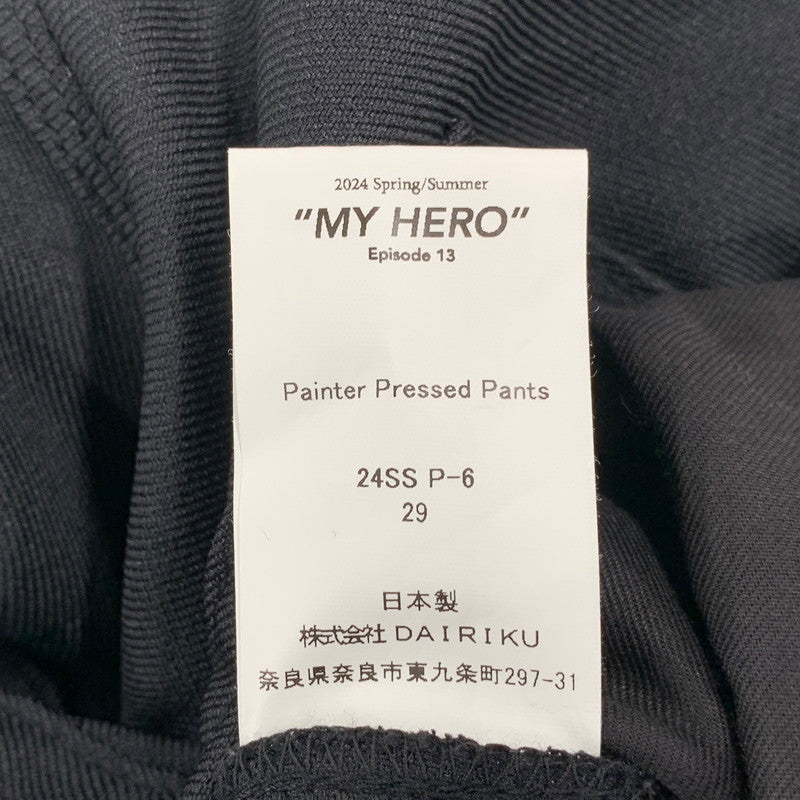 2024 Spring/Summer
"MY HERO"
Episode 13
Painter Pressed Pants
24SS P-6
29
日本製
株式会社 DAIRIKU
奈良県奈良市東九条町297-31